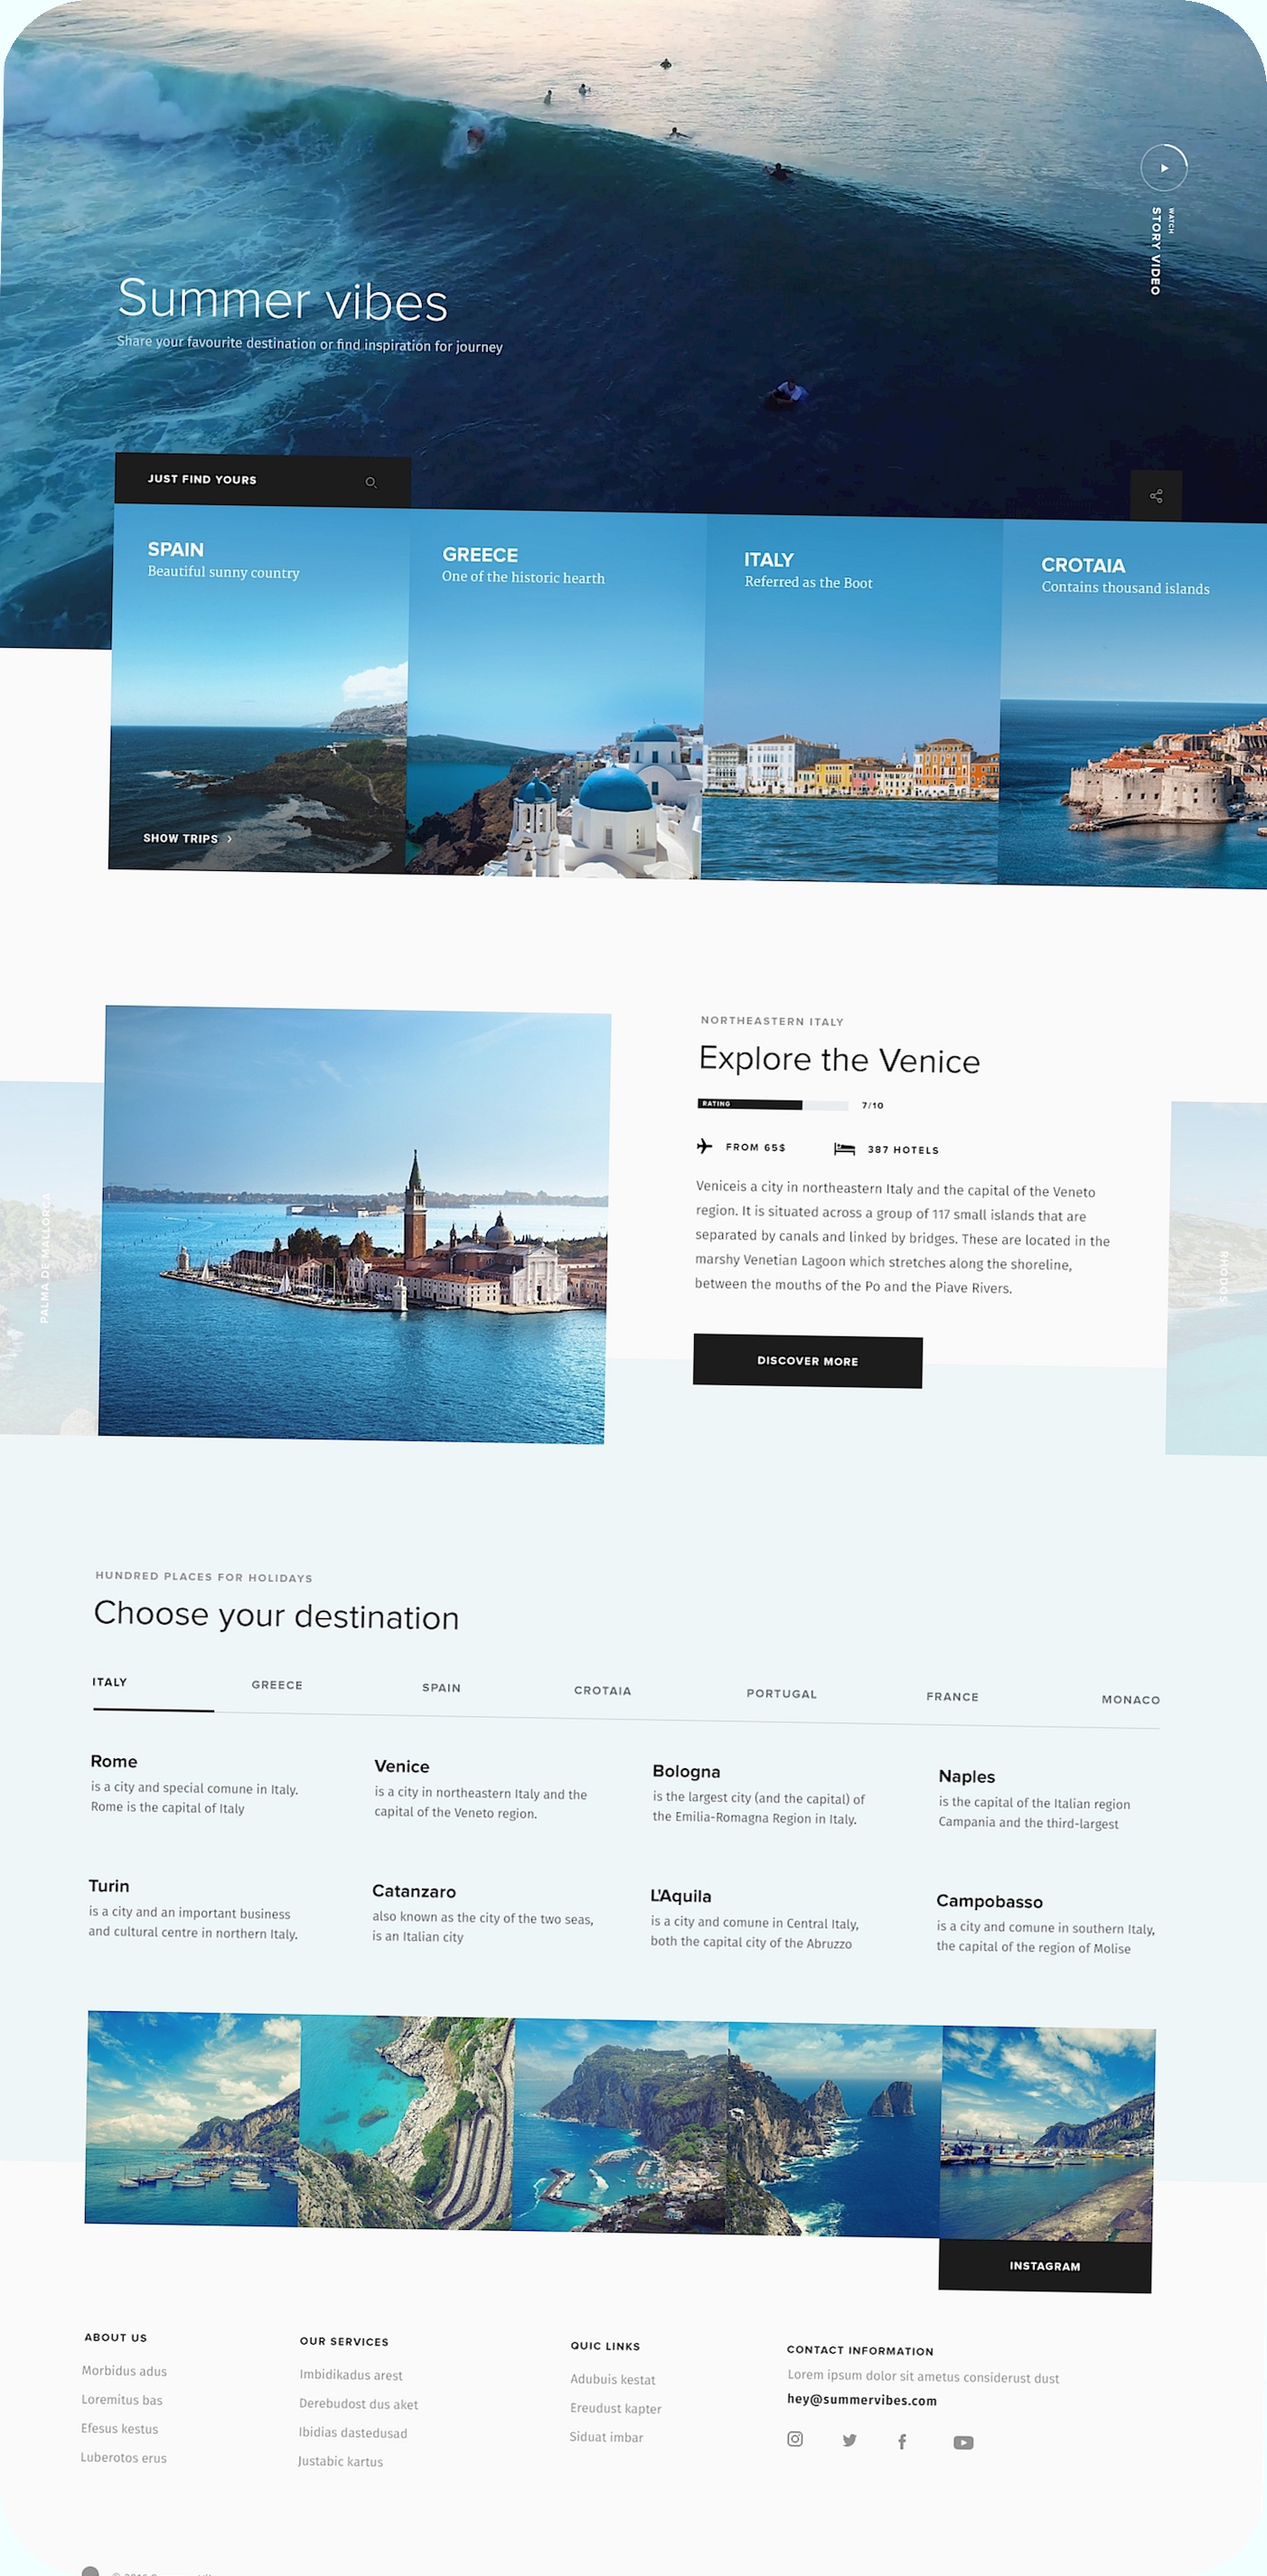 WATCH
STORY VIDEO
Summer vibes
Share your favourite destination or find inspiration for journey
JUST FIND YOURS
SPAIN
Beautiful sunny country
GREECE
One of the historic hearth
ITALY
Referred as the Boot
CROTAIA
Contains thousand islands
SHOW TRIPS
PALMA DE MALLORCA
NORTHEASTERN ITALY
Explore the Venice
RATING
7/10
FROM 65$
387 HOTELS
Veniceis a city in northeastern Italy and the capital of the Veneto
region. It is situated across a group of 117 small islands that are
separated by canals and linked by bridges. These are located in the
marshy Venetian Lagoon which stretches along the shoreline,
between the mouths of the Po and the Piave Rivers.
DISCOVER MORE
RHODOS
HUNDRED PLACES FOR HOLIDAYS
Choose your destination
ITALY
GREECE
SPAIN
CROTAIA
PORTUGAL
FRANCE
MONACO
Rome
is a city and special comune in Italy.
Rome is the capital of Italy
Venice
is a city in northeastern Italy and the
capital of the Veneto region.
Bologna
is the largest city (and the capital) of
the Emilia-Romagna Region in Italy.
Naples
is the capital of the Italian region
Campania and the third-largest
Turin
is a city and an important business
and cultural centre in northern Italy.
Catanzaro
also known as the city of the two seas,
is an Italian city
L'Aquila
is a city and comune in Central Italy,
both the capital city of the Abruzzo
Campobasso
is a city and comune in southern Italy,
the capital of the region of Molise
INSTAGRAM
ABOUT US
Morbidus adus
Loremitus bas
Efesus kestus
Luberotos erus
OUR SERVICES
Imbidikadus arest
Derebudost dus aket
Ibidias dastedusad
Justabic kartus
QUIC LINKS
Adubuis kestat
Ereudust kapter
Siduat imbar
CONTACT INFORMATION
Lorem ipsum dolor sit ametus considerust dust
hey@summervibes.com